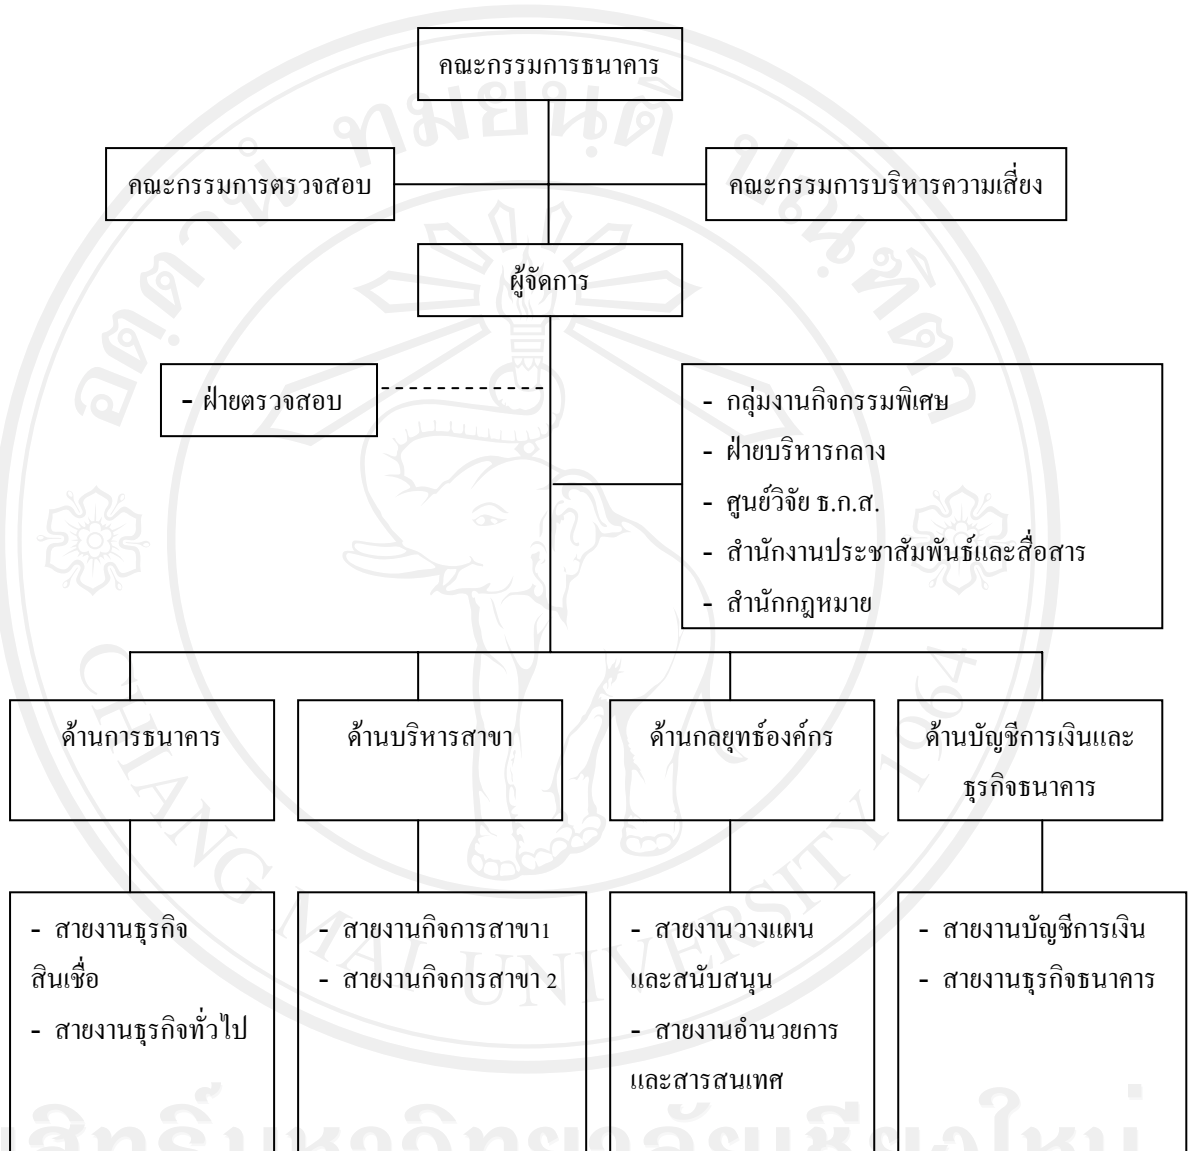 คณะกรรมการธนาคาร
คณะกรรมการตรวจสอบ
คณะกรรมการบริหารความเสี่ยง
ผู้จัดการ
- ฝ่ายตรวจสอบ
- กลุ่มงานกิจกรรมพิเศษ
- ฝ่ายบริหารกลาง
- ศูนย์วิจัย ธ.ก.ส.
- สำนักงานประชาสัมพันธ์และสื่อสาร
- สำนักกฎหมาย
ด้านการธนาคาร
ด้านบริหารสาขา
ด้านกลยุทธ์องค์กร
ด้านบัญชีการเงินและ
ธุรกิจธนาคาร
- สายงานธุรกิจ
สินเชื่อ
- สายงานธุรกิจทั่วไป
- สายงานกิจการสาขา1
- สายงานกิจการสาขา 2
- สายงานวางแผน
และสนับสนุน
- สายงานอำนวยการ
และสารสนเทศ
- สายงานบัญชีการเงิน
- สายงานธุรกิจธนาคาร
CHIANG MAI UNIVERSITY 1964